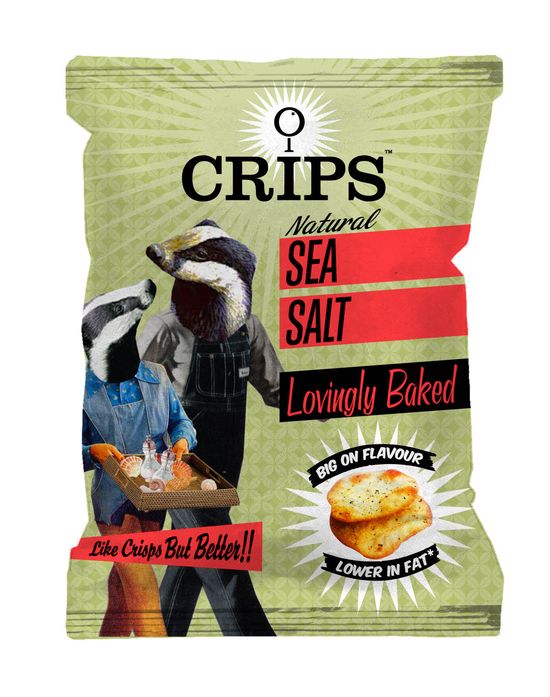 CRIPS™
Natural
SEA
SALT
Lovingly Baked
BIG ON FLAVOUR
LOWER IN FAT*
Like Crisps But Better!!